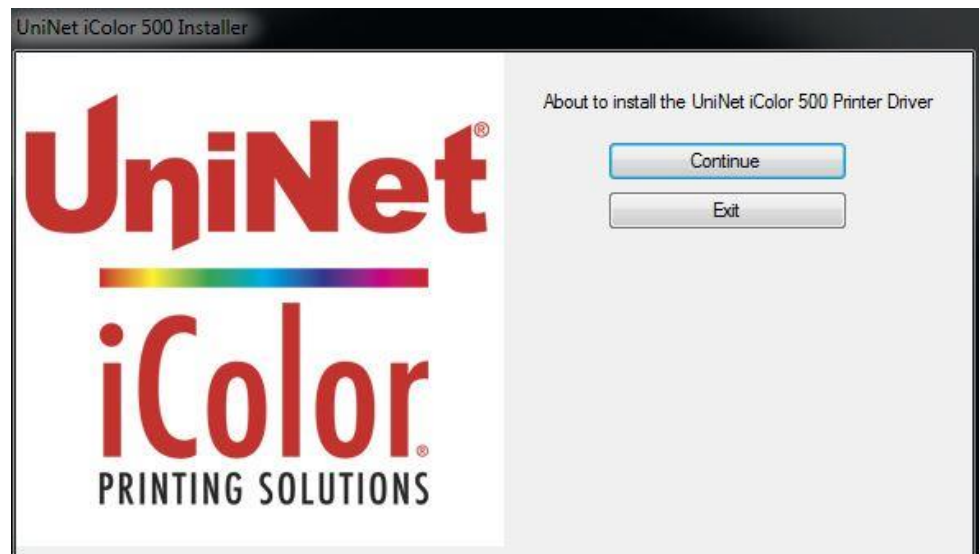 UniNet iColor 500 Installer
UniNet®
iColor®
PRINTING SOLUTIONS
About to install the UniNet iColor 500 Printer Driver
Continue
Exit